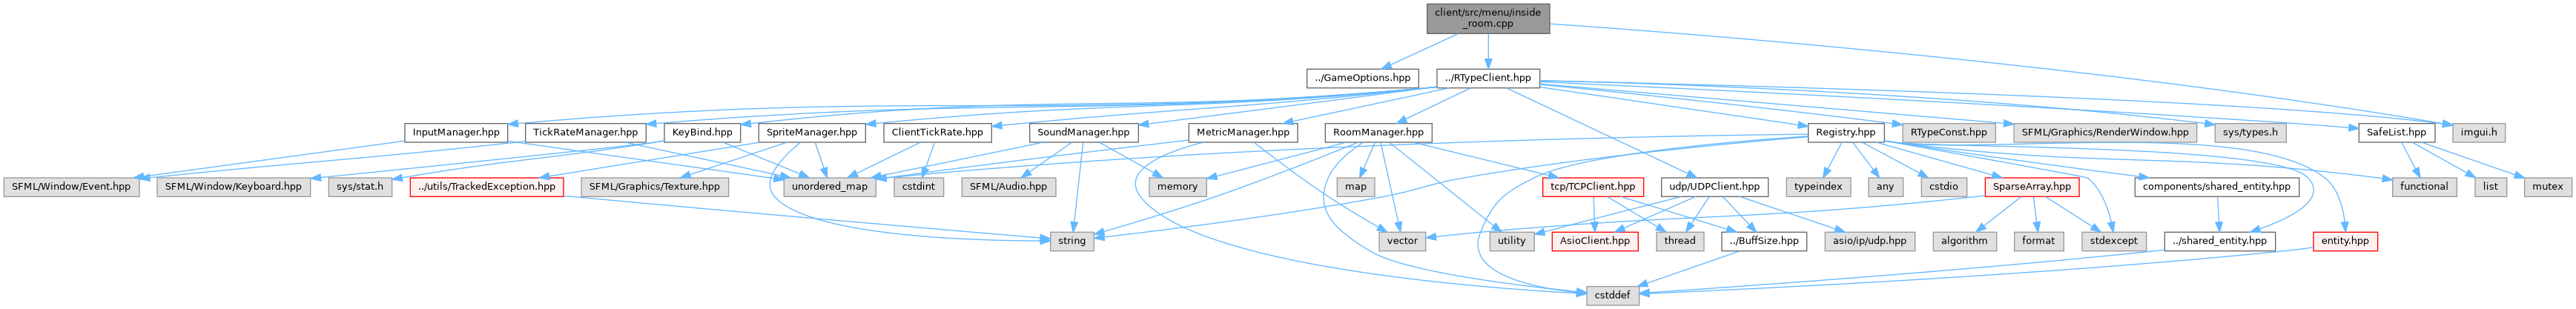 client/src/menu/inside
_room.cpp
../GameOptions.hpp
../RTypeClient.hpp
InputManager.hpp
TickRateManager.hpp
KeyBind.hpp
SpriteManager.hpp
ClientTickRate.hpp
SoundManager.hpp
MetricManager.hpp
RoomManager.hpp
Registry.hpp
RTypeConst.hpp
SFML/Graphics/RenderWindow.hpp
sys/types.h
SafeList.hpp
imgui.h
SFML/Window/Event.hpp
SFML/Window/Keyboard.hpp
sys/stat.h
../utils/TrackedException.hpp
SFML/Graphics/Texture.hpp
unordered_map
cstdint
SFML/Audio.hpp
memory
map
tcp/TCPClient.hpp
udp/UDPClient.hpp
typeindex
any
cstdio
SparseArray.hpp
components/shared_entity.hpp
functional
list
mutex
string
vector
utility
AsioClient.hpp
thread
../BuffSize.hpp
asio/ip/udp.hpp
algorithm
format
stdexcept
../shared_entity.hpp
entity.hpp
cstddef